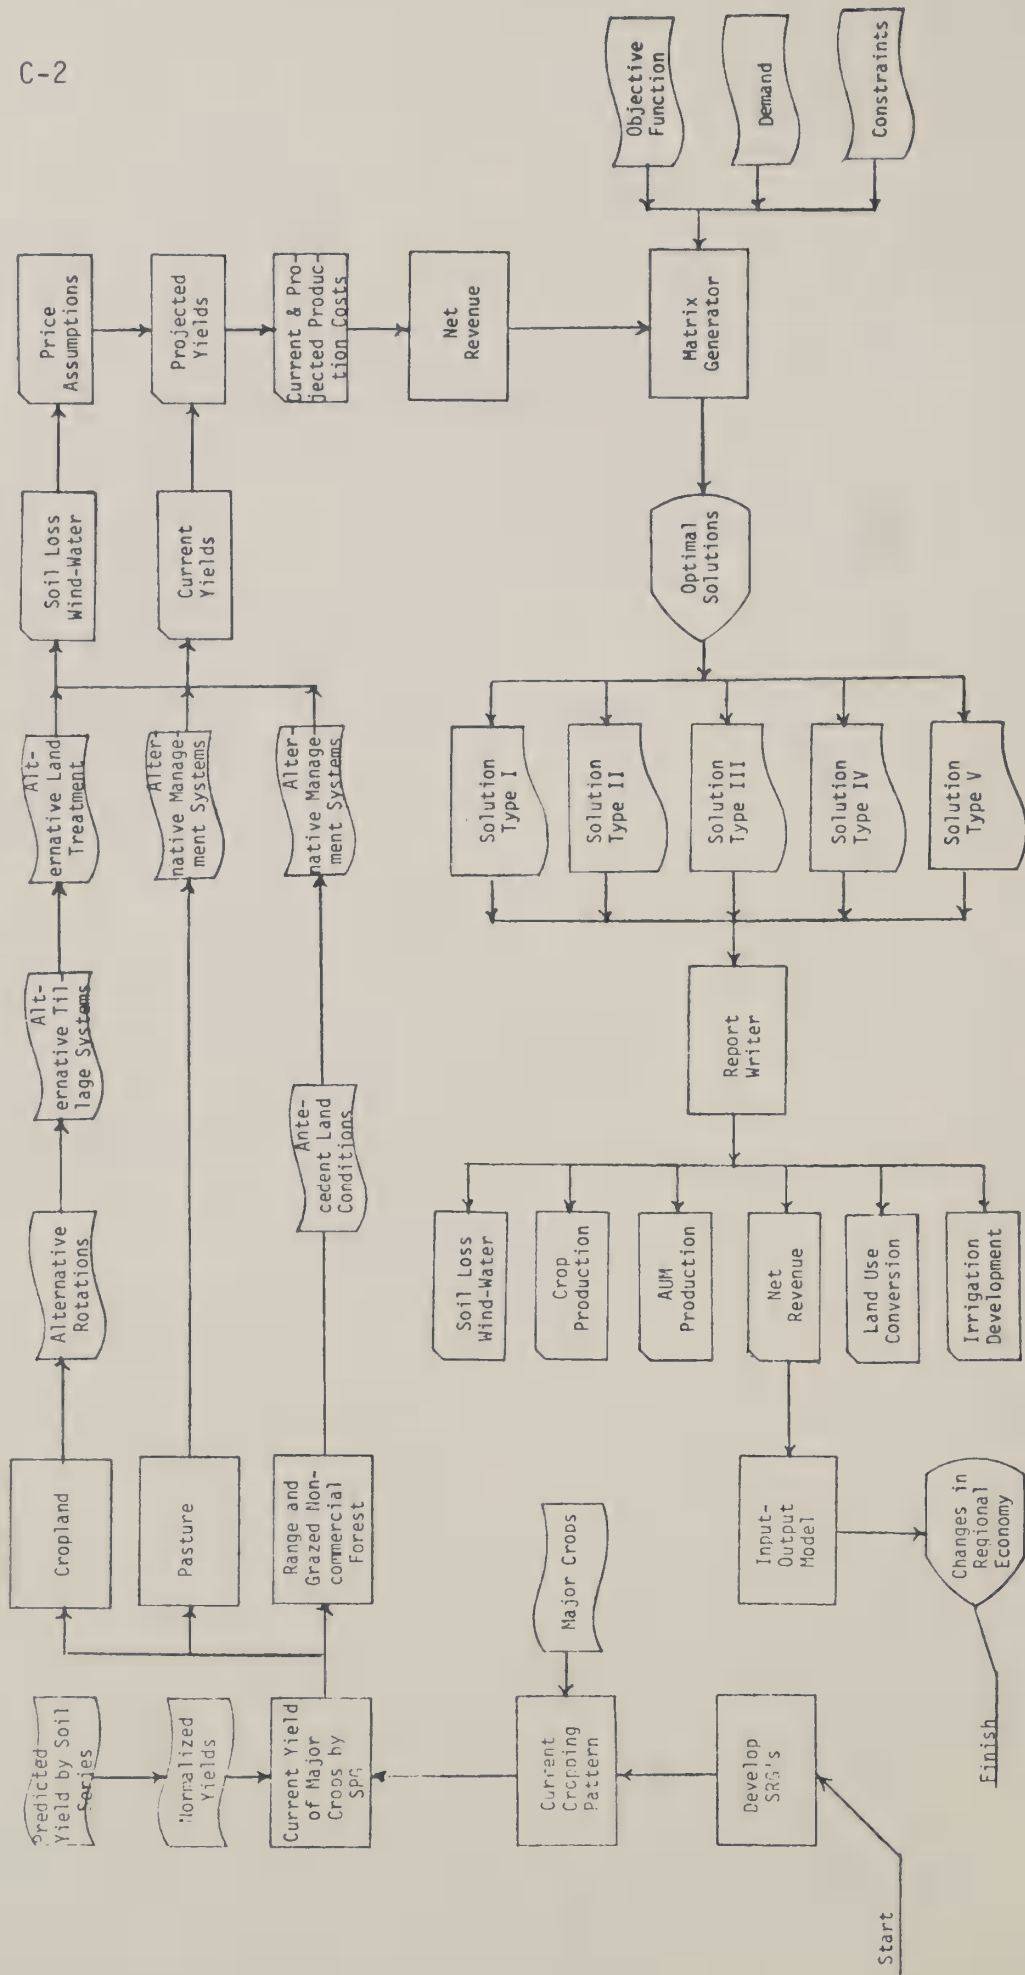 C-2
Start
Develop
SRG's
Current
Cropping
Pattern
Major Crops
Predicted
Yield by Soil
Series
Normalized
Yields
Current Yield
of Major
Crops by
SRG
Cropland
Pasture
Range and
Grazed Non-
commercial
Forest
Alternative
Rotations
Alt-
ernative Til-
lage Systems
Alt-
ernative Land
Treatment
Alter-
native Manage-
ment Systems
Ante-
cedent Land
Conditions
Alter-
native Manage-
ment Systems
Soil Loss
Wind-Water
Current
Yields
Price
Assumptions
Projected
Yields
Current & Pro-
jected Produc-
tion Costs
Net
Revenue
Objective
Function
Demand
Constraints
Matrix
Generator
Optimal
Solutions
Solution
Type I
Solution
Type II
Solution
Type III
Solution
Type IV
Solution
Type V
Report
Writer
Soil Loss
Wind-Water
Crop
Production
AUM
Production
Net
Revenue
Land Use
Conversion
Irrigation
Development
Input-
Output
Model
Changes in
Regional
Economy
Finish